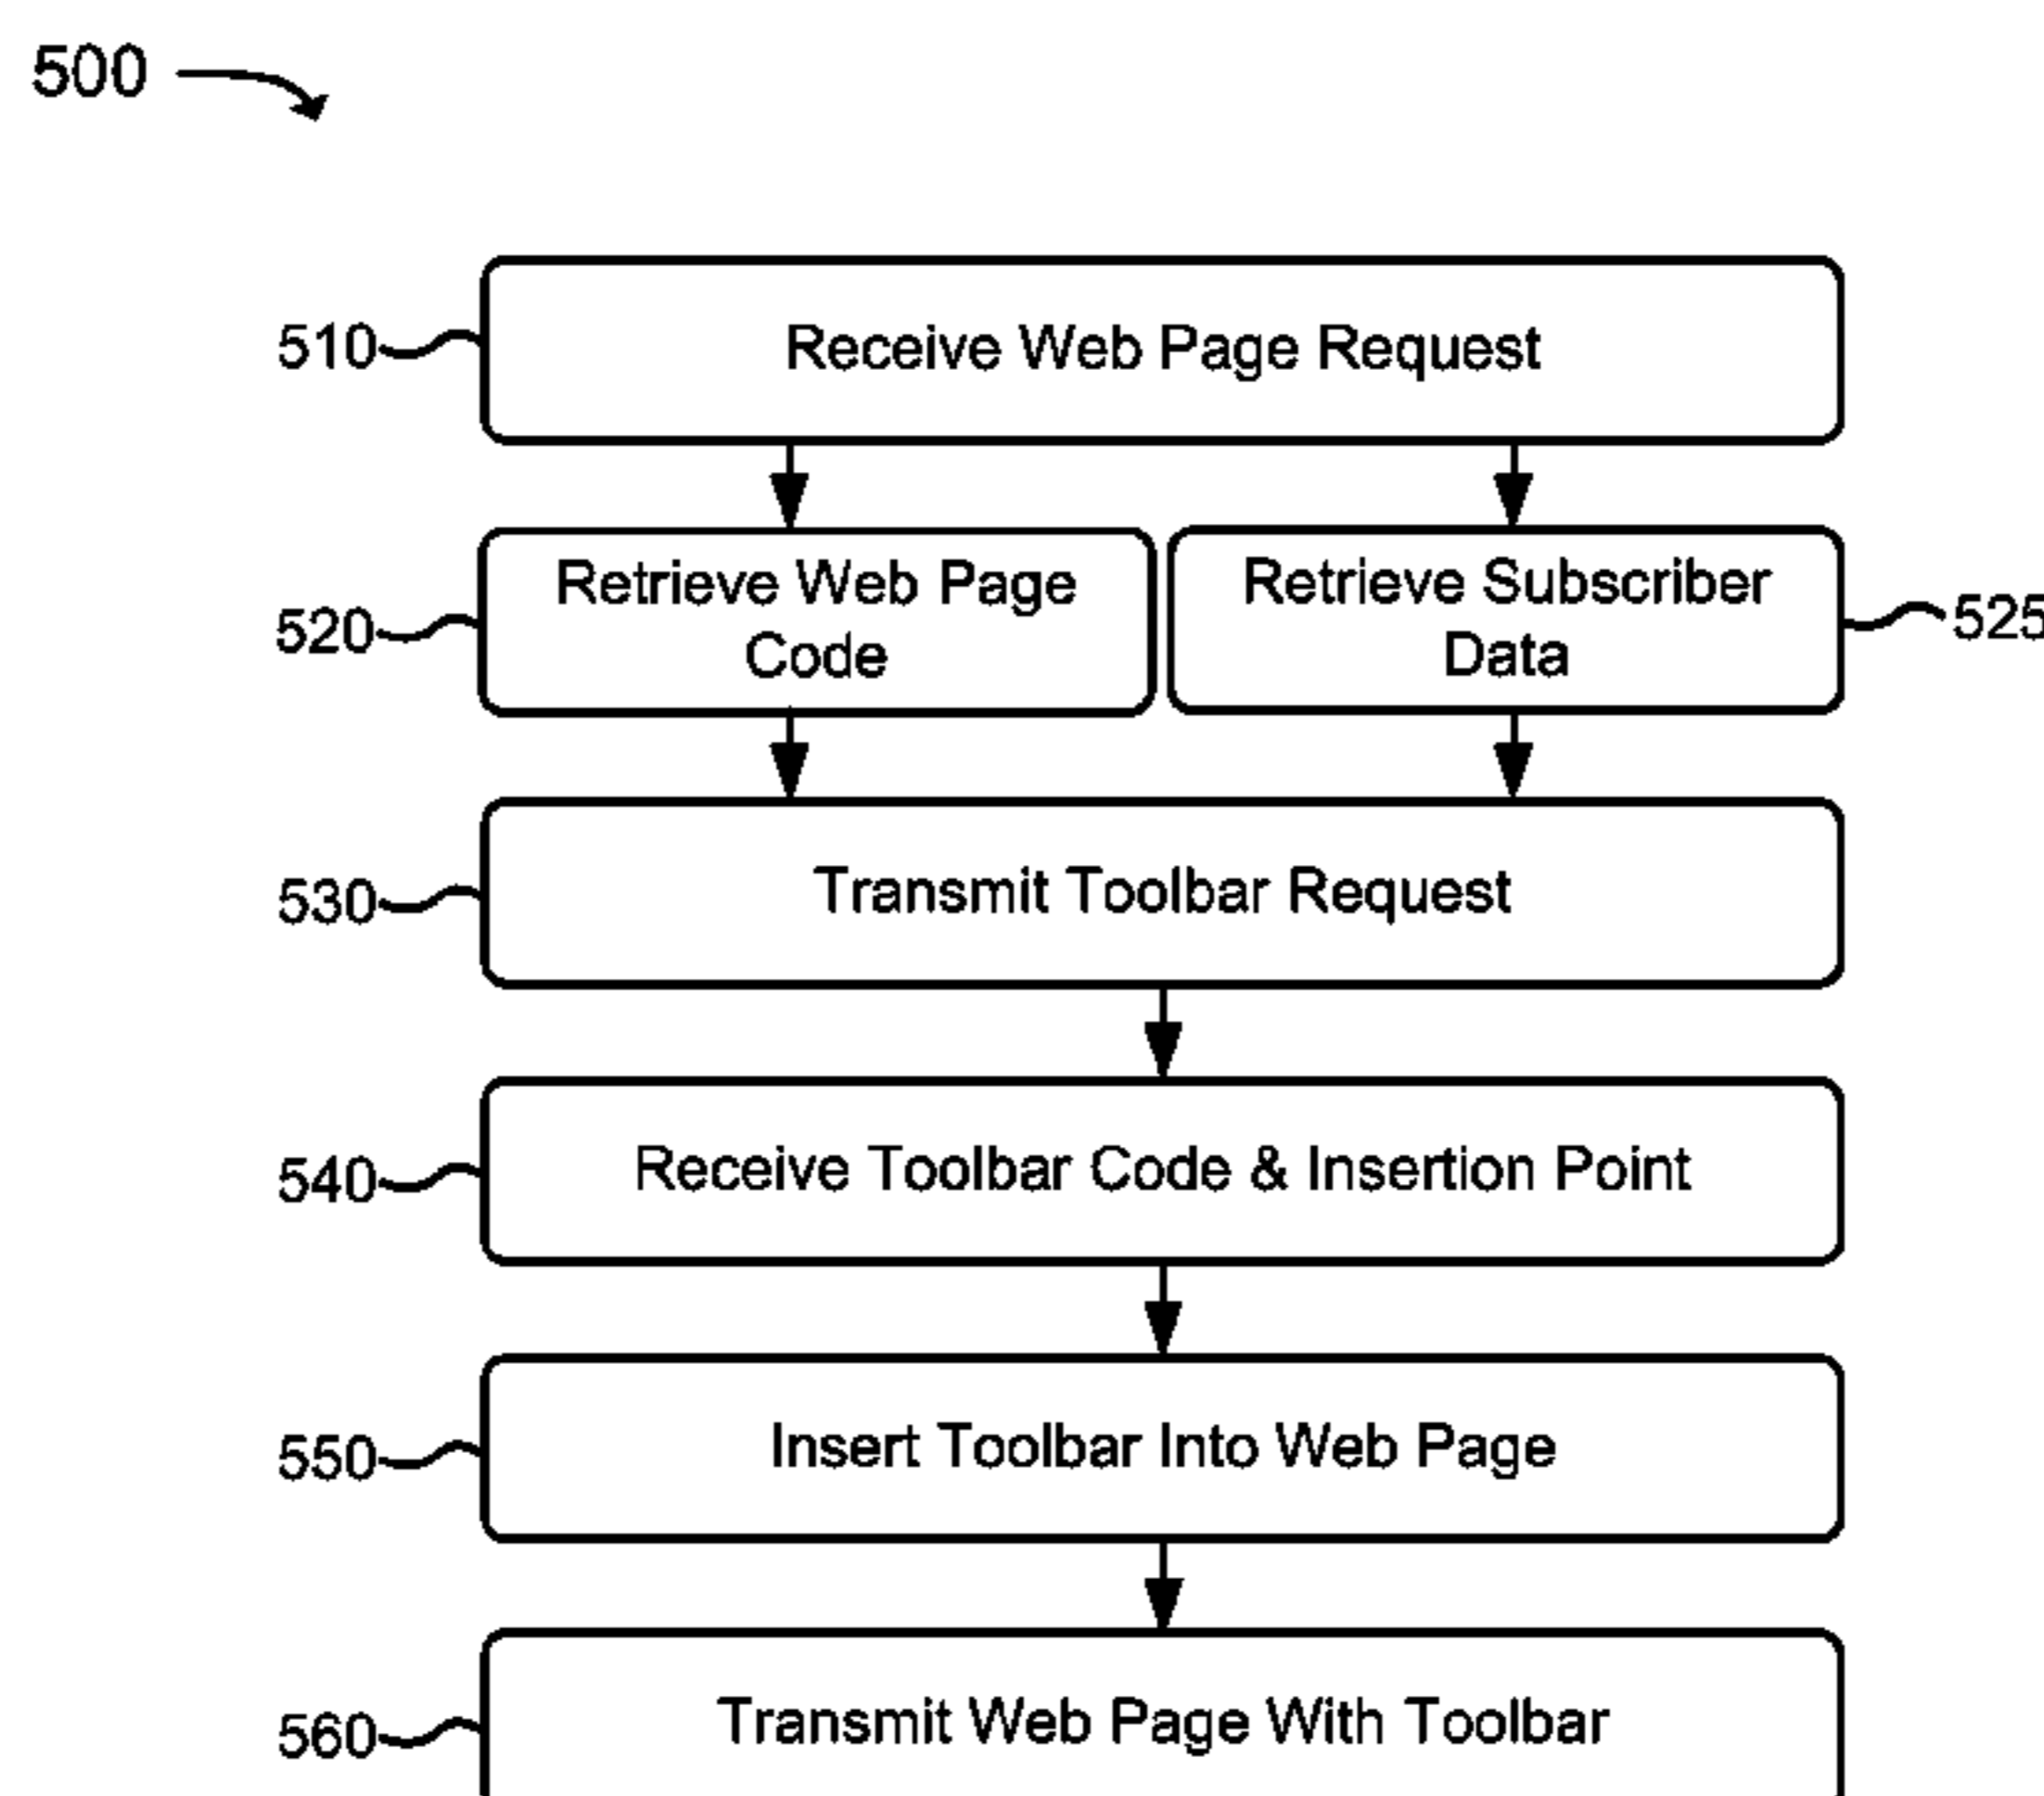 500
510
Receive Web Page Request
520
Retrieve Web Page
Code
Retrieve Subscriber
Data
525
530
Transmit Toolbar Request
540
Receive Toolbar Code & Insertion Point
550
Insert Toolbar Into Web Page
560
Transmit Web Page With Toolbar